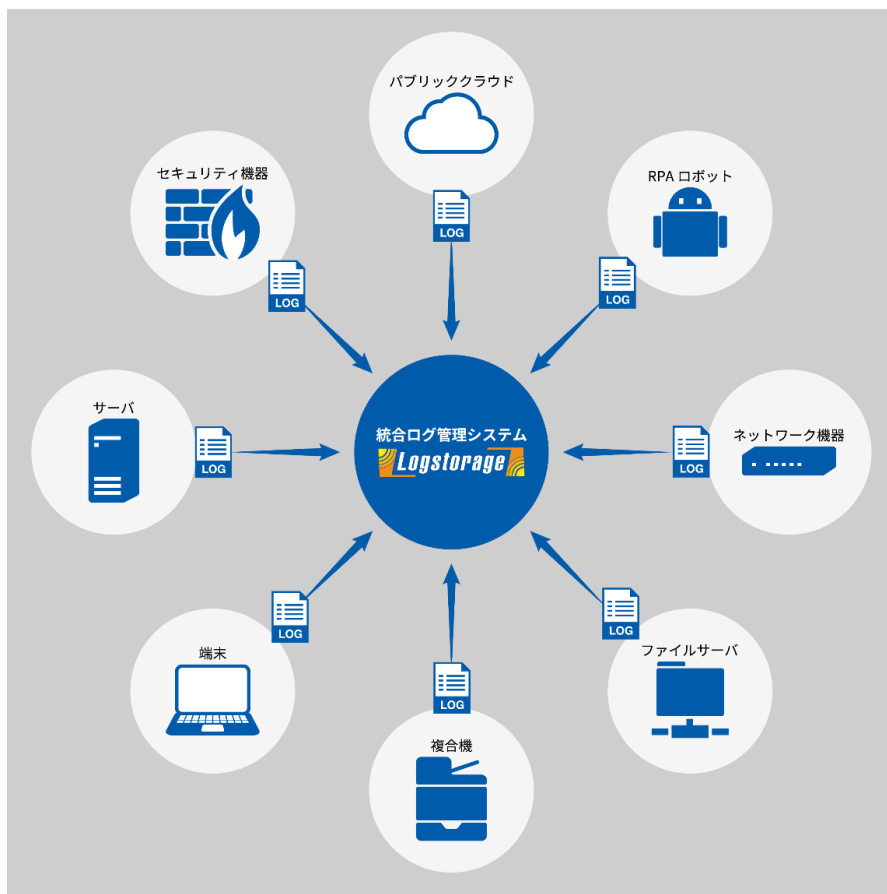 パブリッククラウド
LOG
セキュリティ機器
LOG
RPA ロボット
LOG
サーバ
LOG
統合ログ管理システム
Logstorage
ネットワーク機器
LOG
端末
LOG
複合機
LOG
ファイルサーバ
LOG